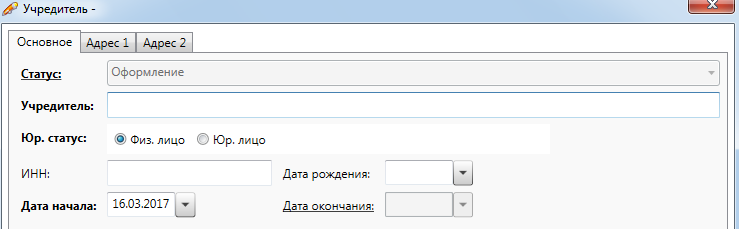 Учредитель -
Основное Адрес 1 Адрес 2
Статус: Оформление
Учредитель:
Юр. статус: Физ. лицо Юр. лицо
ИНН: Дата рождения:
Дата начала: 16.03.2017 Дата окончания: